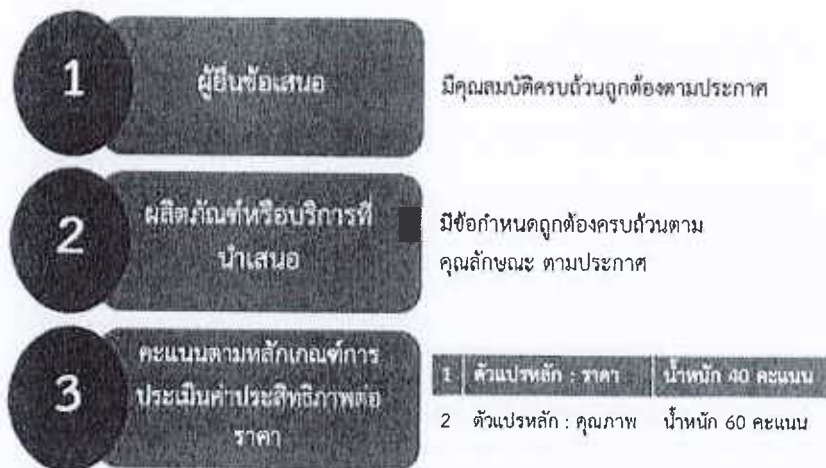 1
ผู้ยื่นข้อเสนอ
มีคุณสมบัติครบถ้วนถูกต้องตามประกาศ
2
ผลิตภัณฑ์หรือบริการที่
นำเสนอ
มีข้อกำหนดถูกต้องครบถ้วนตาม
คุณลักษณะ ตามประกาศ
3
คะแนนตามหลักเกณฑ์การ
ประเมินค่าประสิทธิภาพต่อ
ราคา
1 ตัวแปรหลัก : ราคา น้ำหนัก 40 คะแนน
2 ตัวแปรหลัก : คุณภาพ น้ำหนัก 60 คะแนน